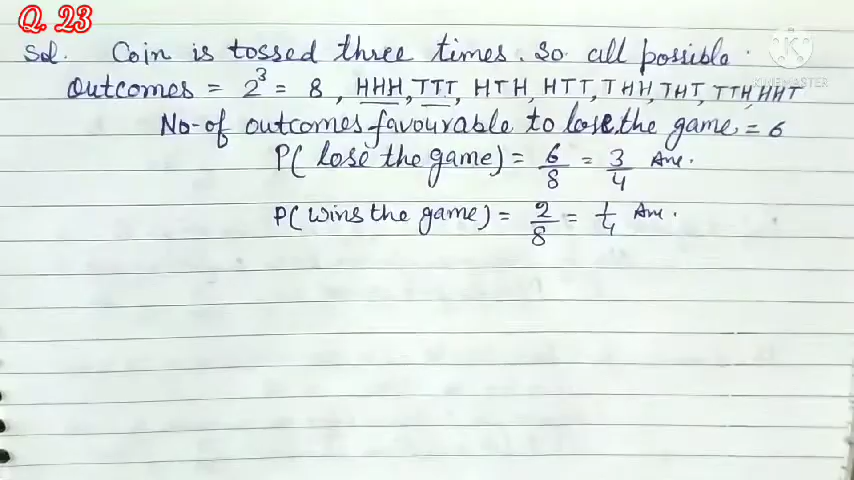 Q. 23
Sol. Coin is tossed three times. So all possible
KINEMASTER
Outcomes = 2³ = 8, HHH, TTT, HTH, HTT, THH, THT, TTH, HHT
No-of outcomes favourable to lose the game = 6
P( lose the game) = 6/8 = 3/4 Ans.
P( wins the game) = 2/8 = 1/4 Ans.